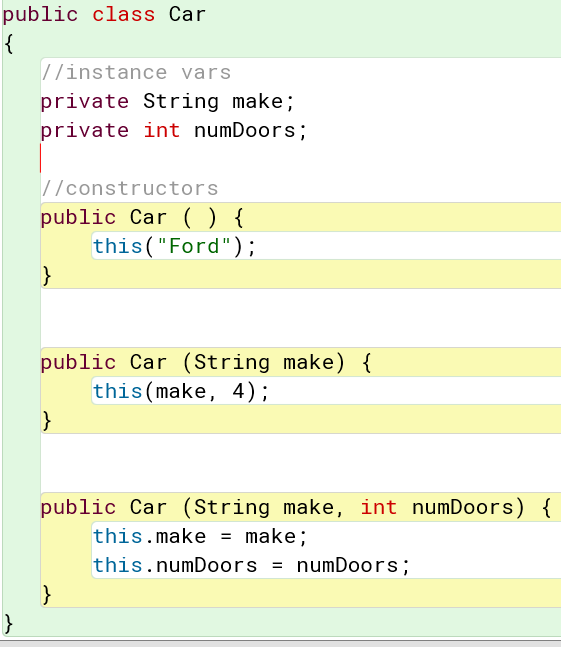 public class Car
{
//instance vars
private String make;
private int numDoors;
//constructors
public Car ( ) {
this("Ford");
}
public Car (String make) {
this(make, 4);
}
public Car (String make, int numDoors) {
this.make = make;
this.numDoors = numDoors;
}
}